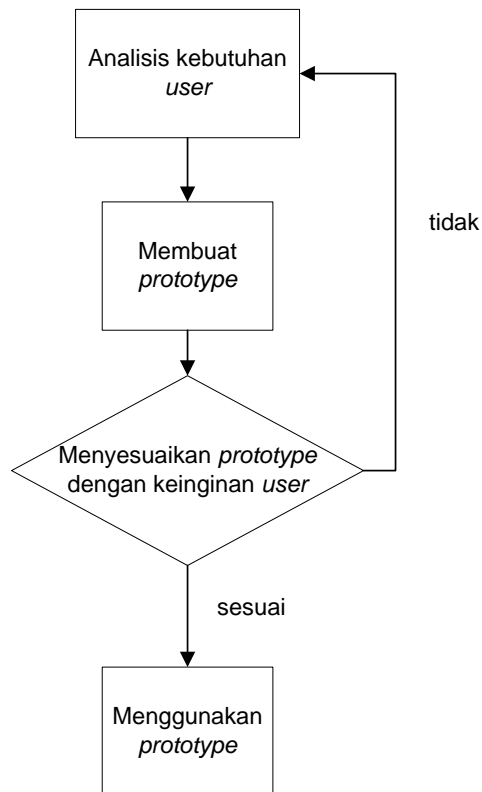 Analisis kebutuhan
user
tidak
Membuat
prototype
Menyesuaikan prototype
dengan keinginan user
sesuai
Menggunakan
prototype